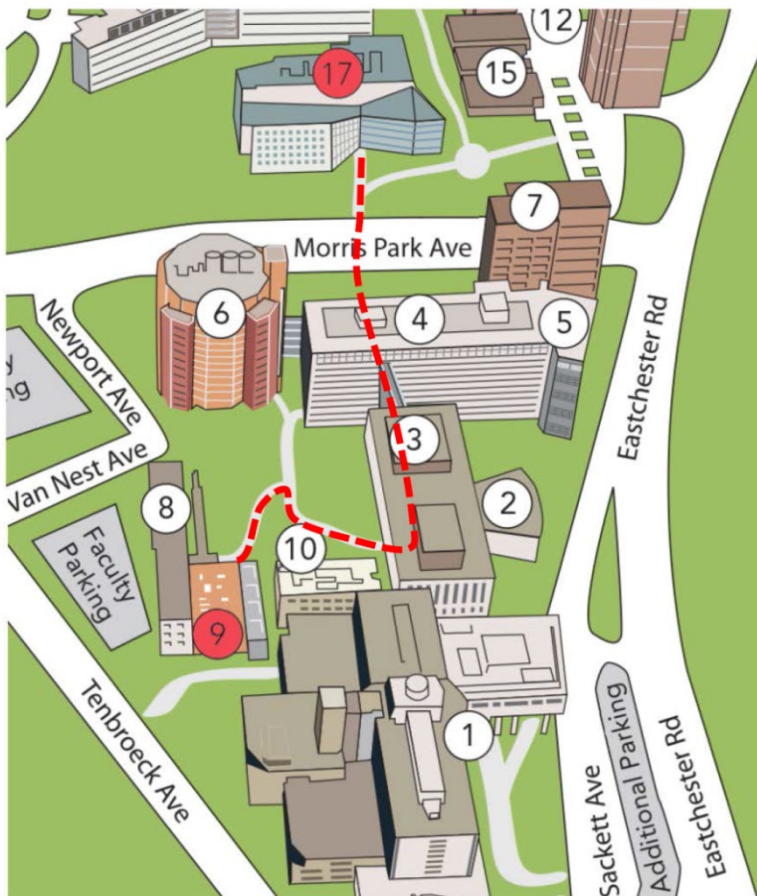 12
17
15
7
Morris Park Ave
6
4
5
Newport Ave
y
ng
Eastchester Rd
3
Van Nest Ave
8
2
Faculty
Parking
10
9
1
Tenbroeck Ave
Sackett Ave
Additional Parking
Eastchester Rd